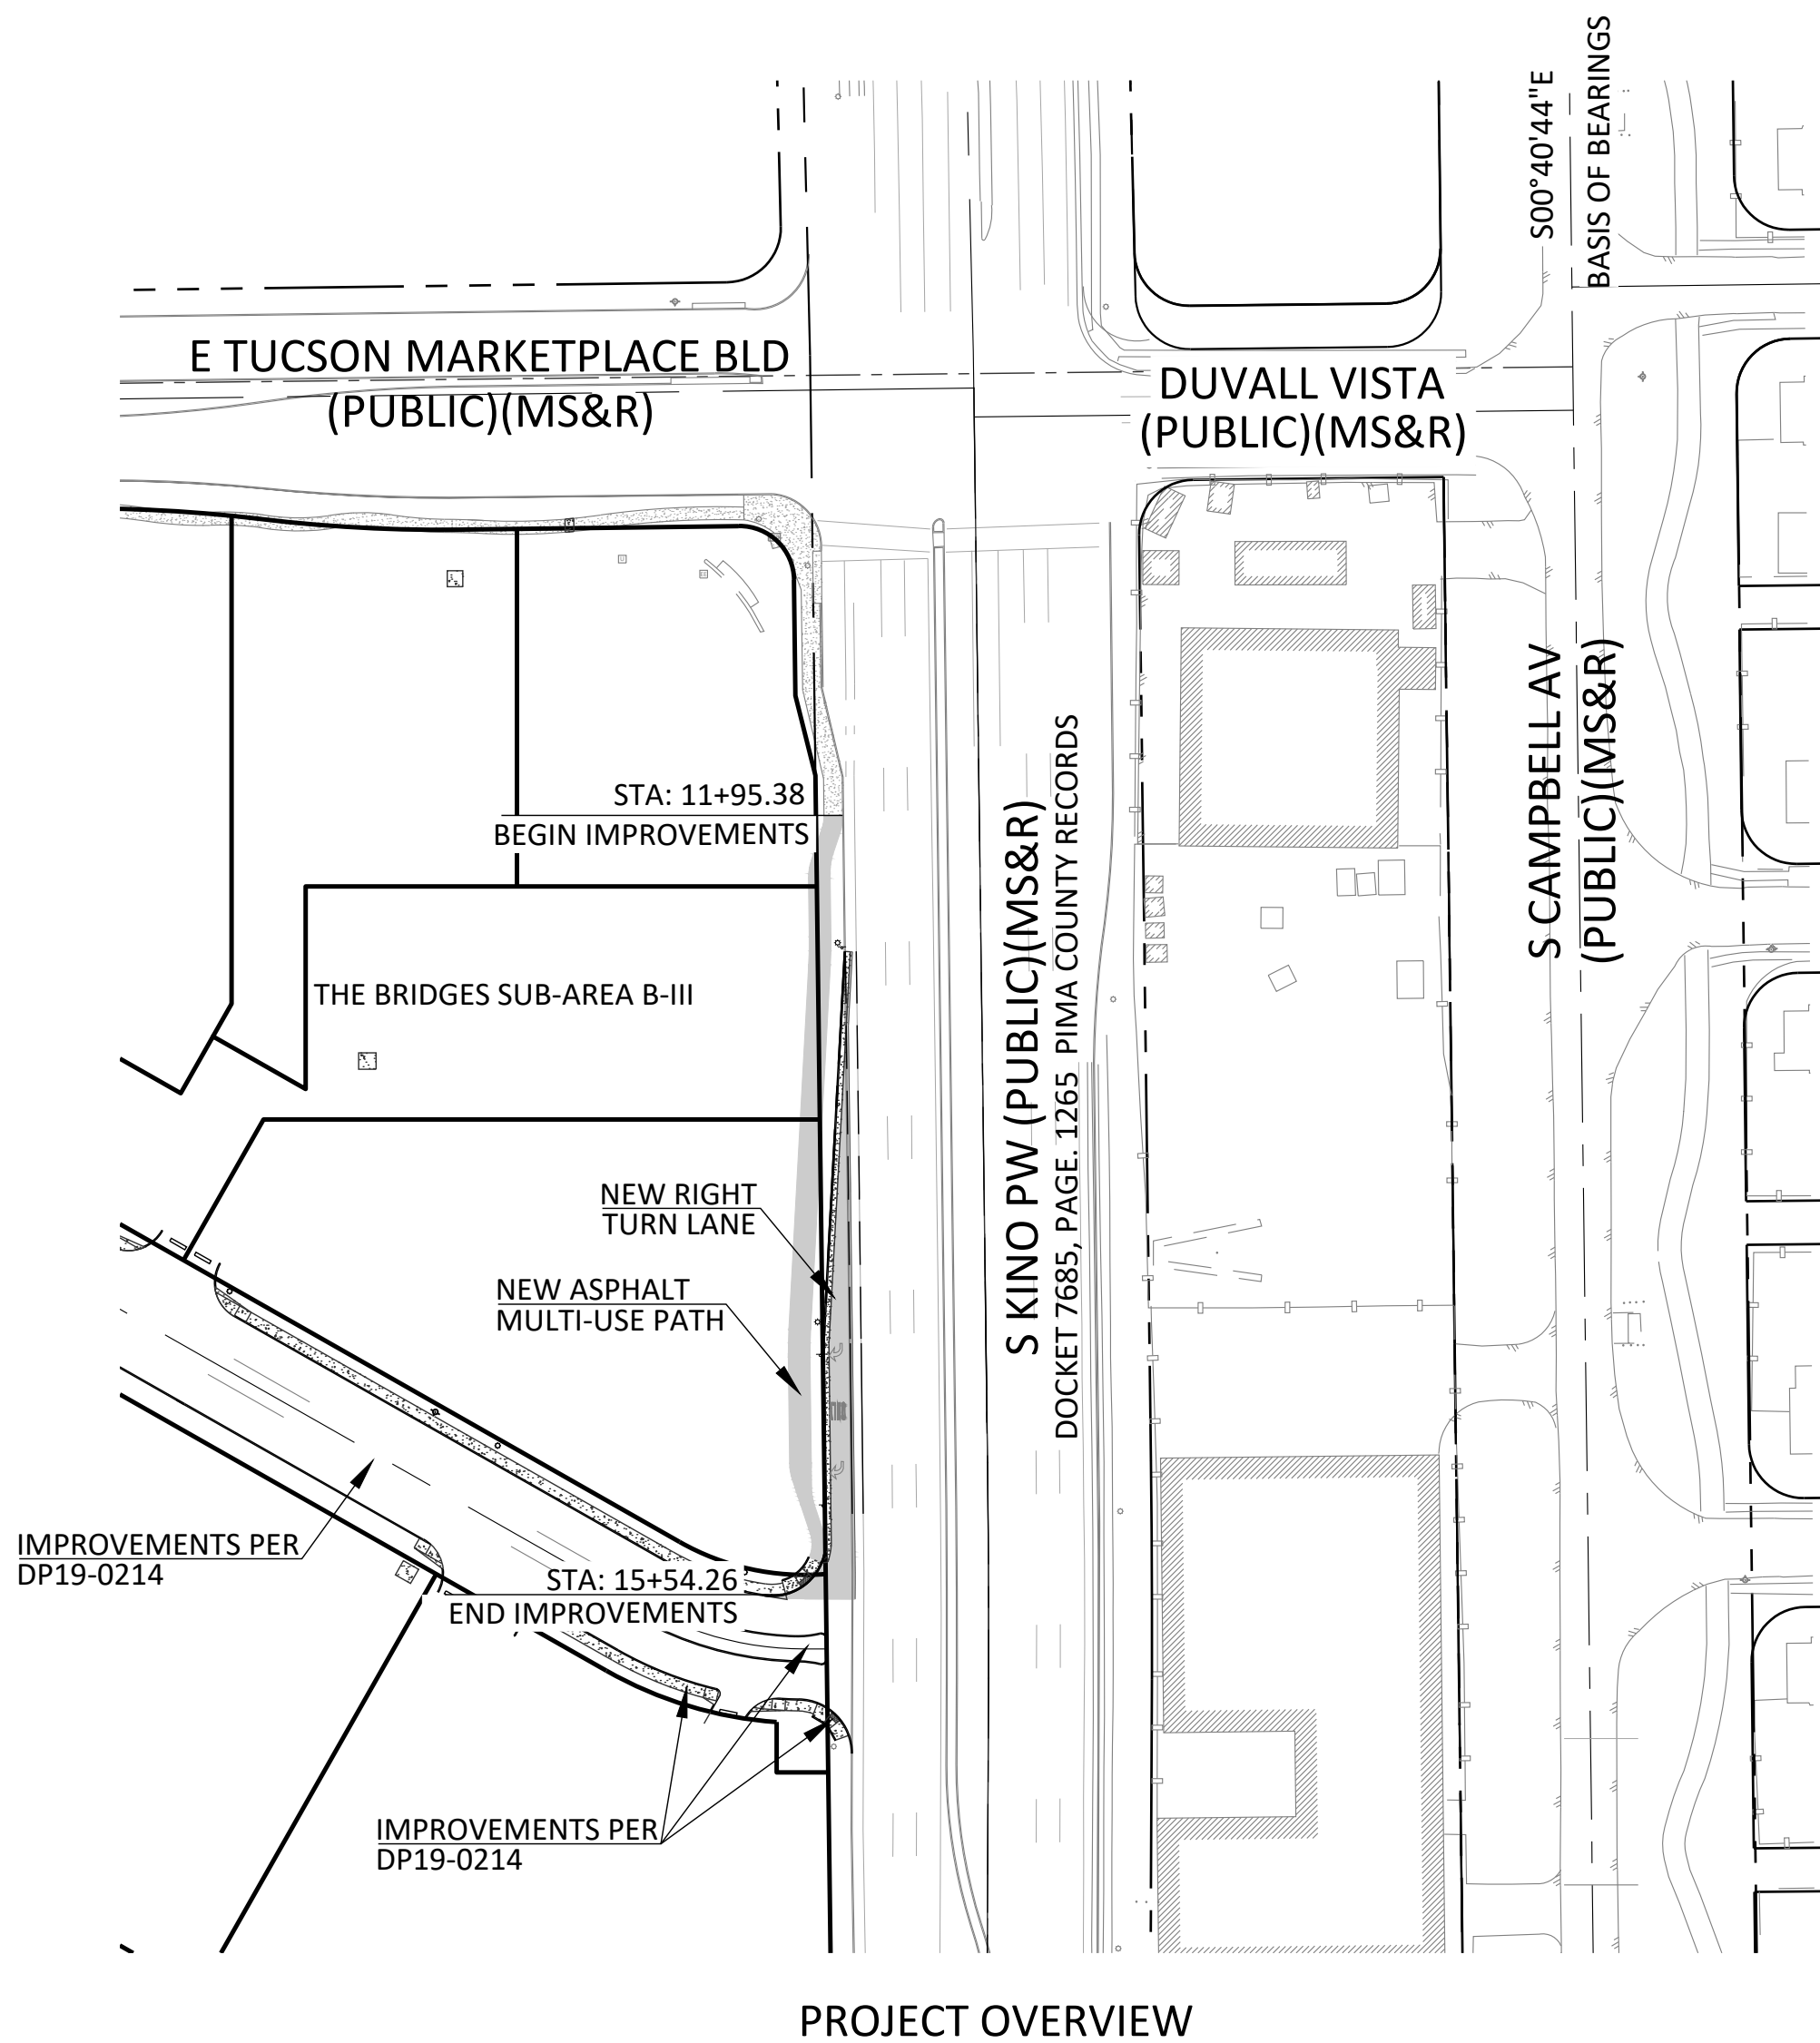 S00°40'44"E
BASIS OF BEARINGS
E TUCSON MARKETPLACE BLD
(PUBLIC)(MS&R)
DUVALL VISTA
(PUBLIC)(MS&R)
STA: 11+95.38
BEGIN IMPROVEMENTS
S CAMPBELL AV
(PUBLIC)(MS&R)
S KINO PW (PUBLIC)(MS&R)
DOCKET 7685, PAGE. 1265 PIMA COUNTY RECORDS
THE BRIDGES SUB-AREA B-III
NEW RIGHT
TURN LANE
NEW ASPHALT
MULTI-USE PATH
IMPROVEMENTS PER
DP19-0214
STA: 15+54.26
END IMPROVEMENTS
IMPROVEMENTS PER
DP19-0214
PROJECT OVERVIEW